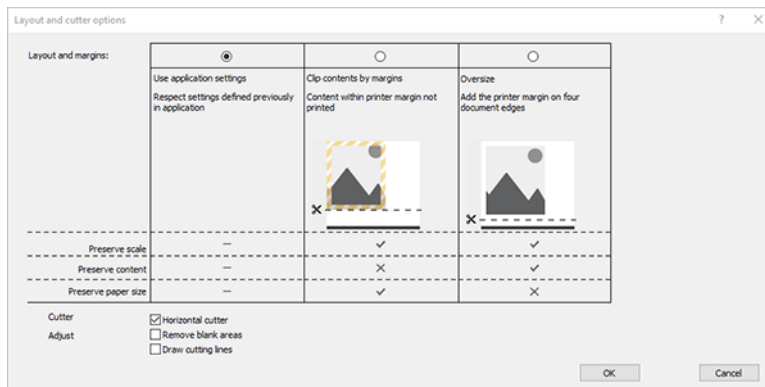 Layout and cutter options
Layout and margins:
Use application settings
Clip contents by margins
Oversize
Respect settings defined previously
in application
Content within printer margin not
printed
Add the printer margin on four
document edges
Preserve scale
Preserve content
Preserve paper size
Cutter
Horizontal cutter
Adjust
Remove blank areas
Draw cutting lines
OK
Cancel